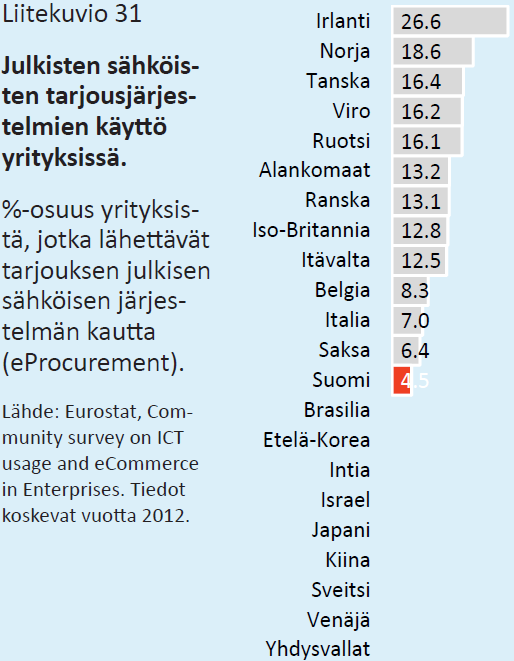 Liitekuvio 31
Julkisten sähköis-
ten tarjousjärjes-
telmien käyttö
yrityksissä.
%-osuus yrityksis-
tä, jotka lähettävät
tarjouksen julkisen
sähköisen järjes-
telmän kautta
(eProcurement).
Lähde: Eurostat, Com-
munity survey on ICT
usage and eCommerce
in Enterprises. Tiedot
koskevat vuotta 2012.
Irlanti 26.6
Norja 18.6
Tanska 16.4
Viro 16.2
Ruotsi 16.1
Alankomaat 13.2
Ranska 13.1
Iso-Britannia 12.8
Itävalta 12.5
Belgia 8.3
Italia 7.0
Saksa 6.4
Suomi 4.5
Brasilia
Etelä-Korea
Intia
Israel
Japani
Kiina
Sveitsi
Venäjä
Yhdysvallat